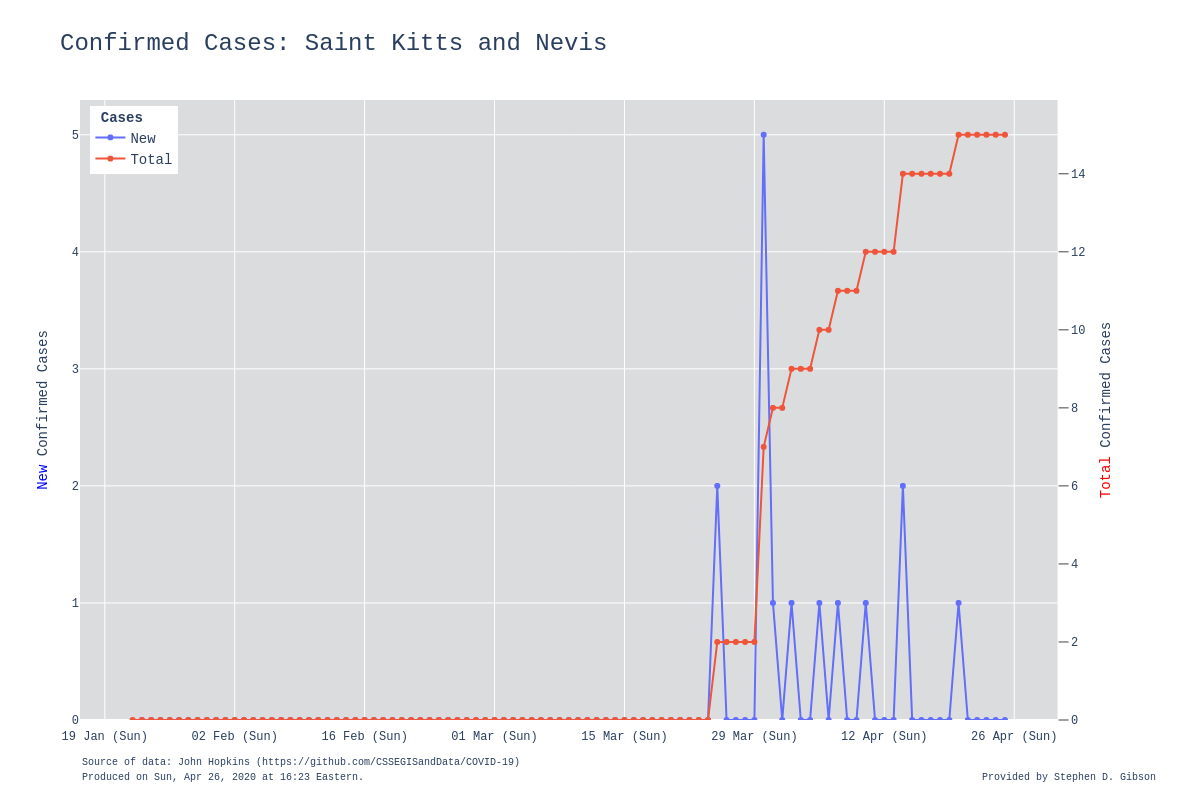 Confirmed Cases: Saint Kitts and Nevis
Cases
New
Total
5
4
3
2
1
0
New Confirmed Cases
14
12
10
8
6
4
2
0
Total Confirmed Cases
19 Jan (Sun)
02 Feb (Sun)
16 Feb (Sun)
01 Mar (Sun)
15 Mar (Sun)
29 Mar (Sun)
12 Apr (Sun)
26 Apr (Sun)
Source of data: John Hopkins (https://github.com/CSSEGISandData/COVID-19)
Produced on Sun, Apr 26, 2020 at 16:23 Eastern.
Provided by Stephen D. Gibson